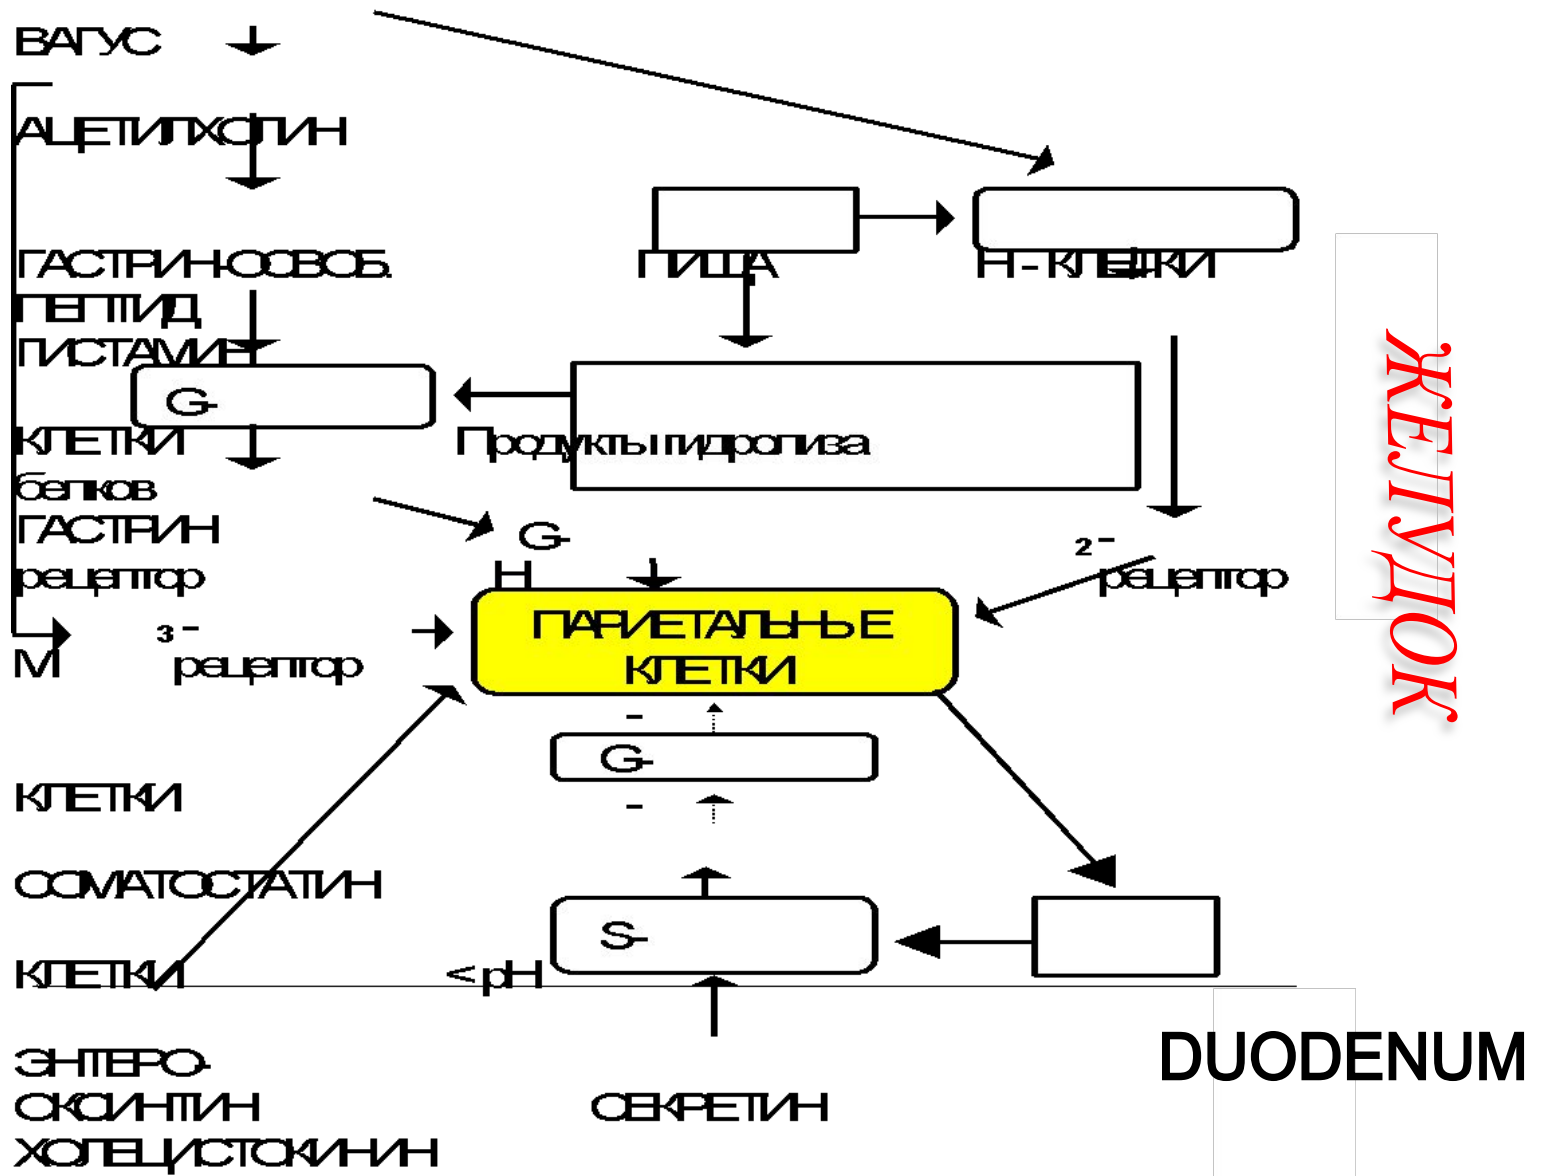 ВАГУС
АЦЕТИЛХОЛИН
ГАСТРИН-ОСВОБ. ПИЩА Н - КЛЕТКИ
ПЕПТИД
ГИСТАМИН
G-
КЛЕТКИ Продукты гидролиза
белков
ГАСТРИН G- 2 -
рецептор Н рецептор
ПАРИЕТАЛЬНЫЕ
3 -
М рецептор КЛЕТКИ
-
G-
КЛЕТКИ -
СОМАТОСТАТИН
S-
КЛЕТКИ < pH
ЭНТЕРО-
ОКСИНТИН СЕКРЕТИН
ХОЛЕЦИСТОКИНИН
ЖЕЛУДОК
DUODENUM